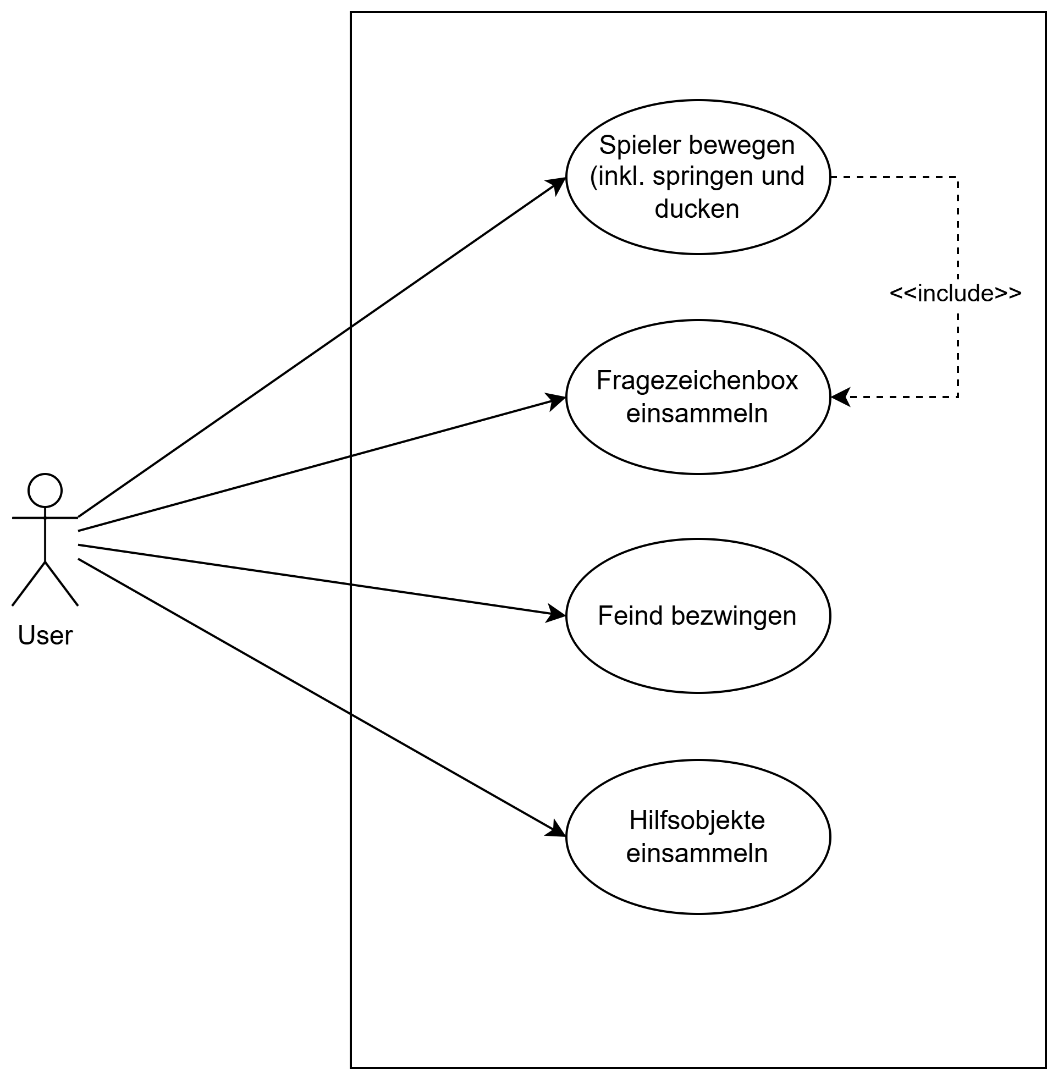 Spieler bewegen
(inkl. springen und
ducken
<<include>>
Fragezeichenbox
einsammeln
Feind bezwingen
User
Hilfsobjekte
einsammeln